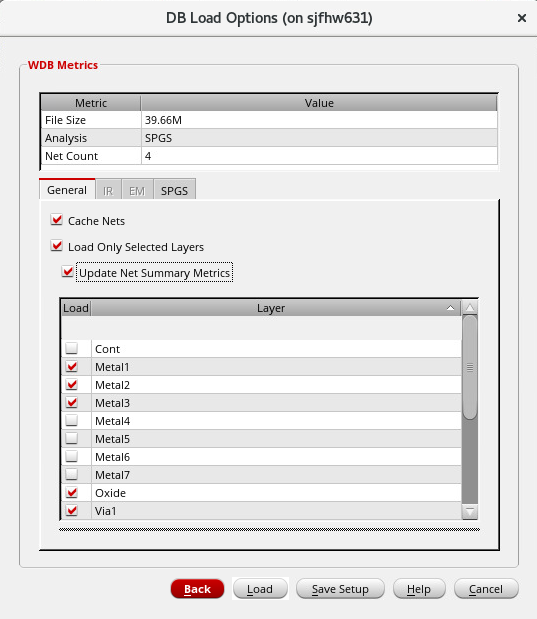 DB Load Options (on sjfhw631)
WDB Metrics
Metric Value
File Size 39.66M
Analysis SPGS
Net Count 4
General IR EM SPGS
Cache Nets
Load Only Selected Layers
Update Net Summary Metrics
Load Layer
Cont
Metal1
Metal2
Metal3
Metal4
Metal5
Metal6
Metal7
Oxide
Via1
Back Load Save Setup Help Cancel